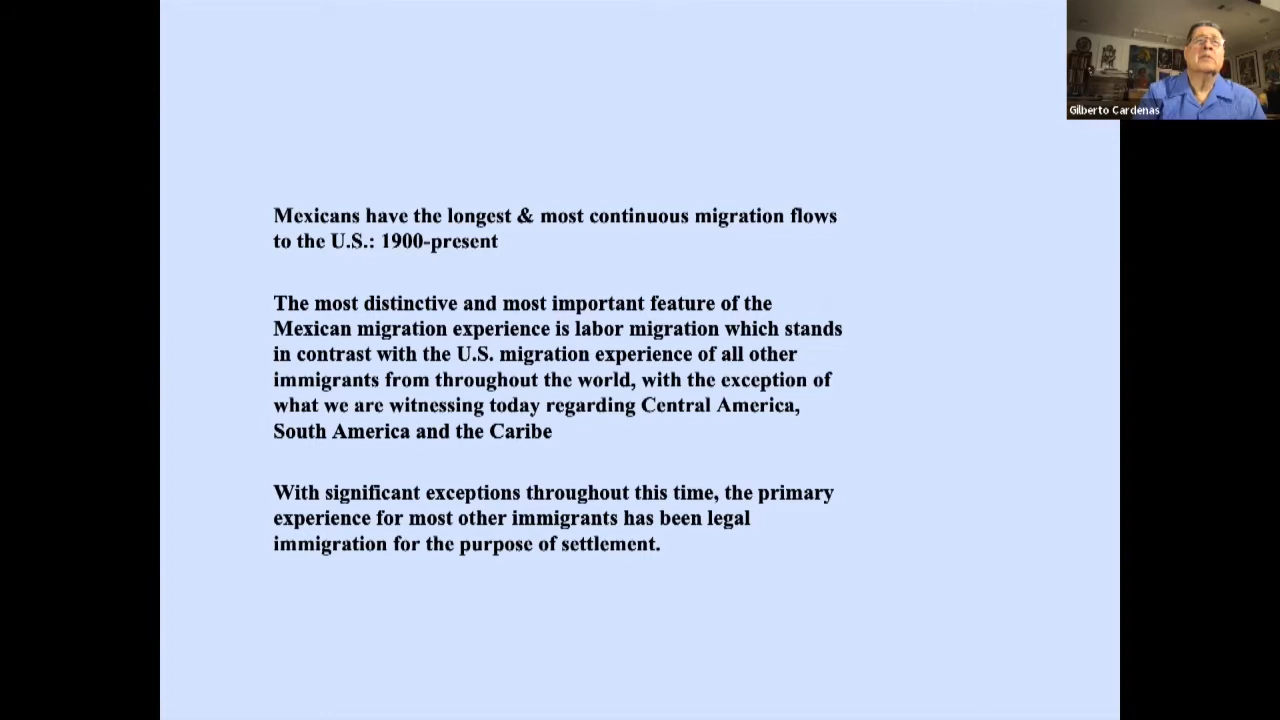 Gilberto Cardenas
Mexicans have the longest & most continuous migration flows
to the U.S.: 1900-present
The most distinctive and most important feature of the
Mexican migration experience is labor migration which stands
in contrast with the U.S. migration experience of all other
immigrants from throughout the world, with the exception of
what we are witnessing today regarding Central America,
South America and the Caribe
With significant exceptions throughout this time, the primary
experience for most other immigrants has been legal
immigration for the purpose of settlement.